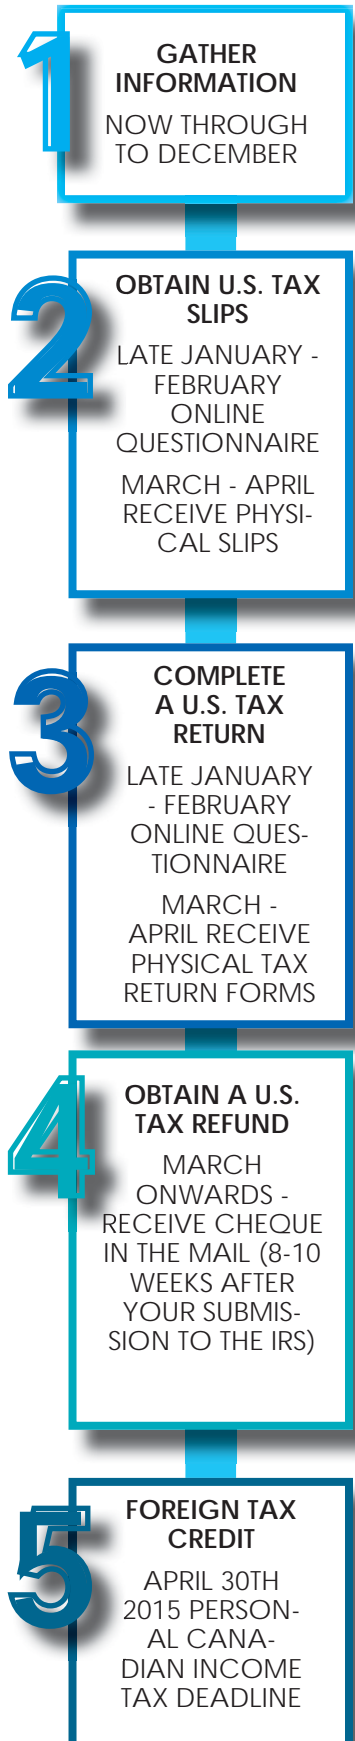 1
GATHER
INFORMATION
NOW THROUGH
TO DECEMBER
2
OBTAIN U.S. TAX
SLIPS
LATE JANUARY -
FEBRUARY
ONLINE
QUESTIONNAIRE
MARCH - APRIL
RECEIVE PHYSI-
CAL SLIPS
3
COMPLETE
A U.S. TAX
RETURN
LATE JANUARY
- FEBRUARY
ONLINE QUES-
TIONNAIRE
MARCH -
APRIL RECEIVE
PHYSICAL TAX
RETURN FORMS
4
OBTAIN A U.S.
TAX REFUND
MARCH
ONWARDS -
RECEIVE CHEQUE
IN THE MAIL (8-10
WEEKS AFTER
YOUR SUBMIS-
SION TO THE IRS)
5
FOREIGN TAX
CREDIT
APRIL 30TH
2015 PERSON-
AL CANA-
DIAN INCOME
TAX DEADLINE